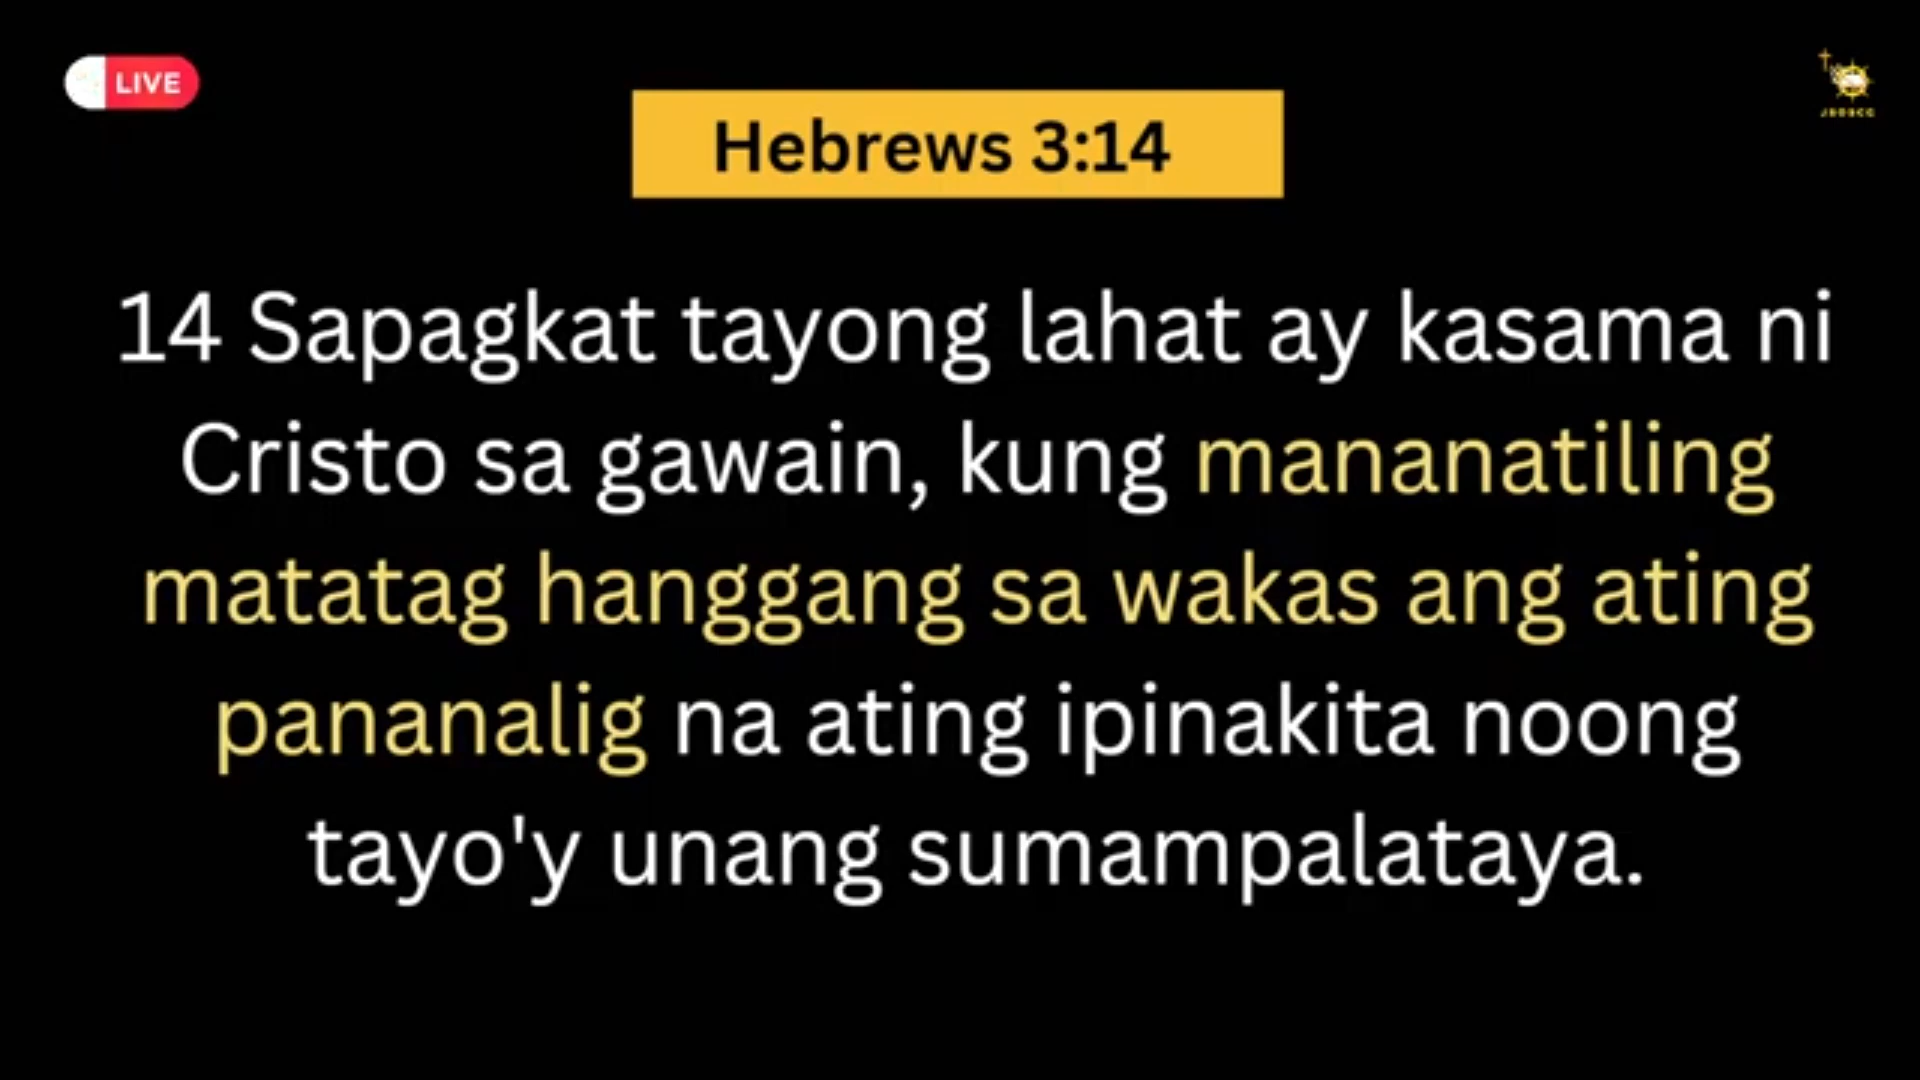 LIVE
Hebrews 3:14
14 Sapagkat tayong lahat ay kasama ni
Cristo sa gawain, kung mananatiling
matatag hanggang sa wakas ang ating
pananalig na ating ipinakita noong
tayo'y unang sumampalataya.